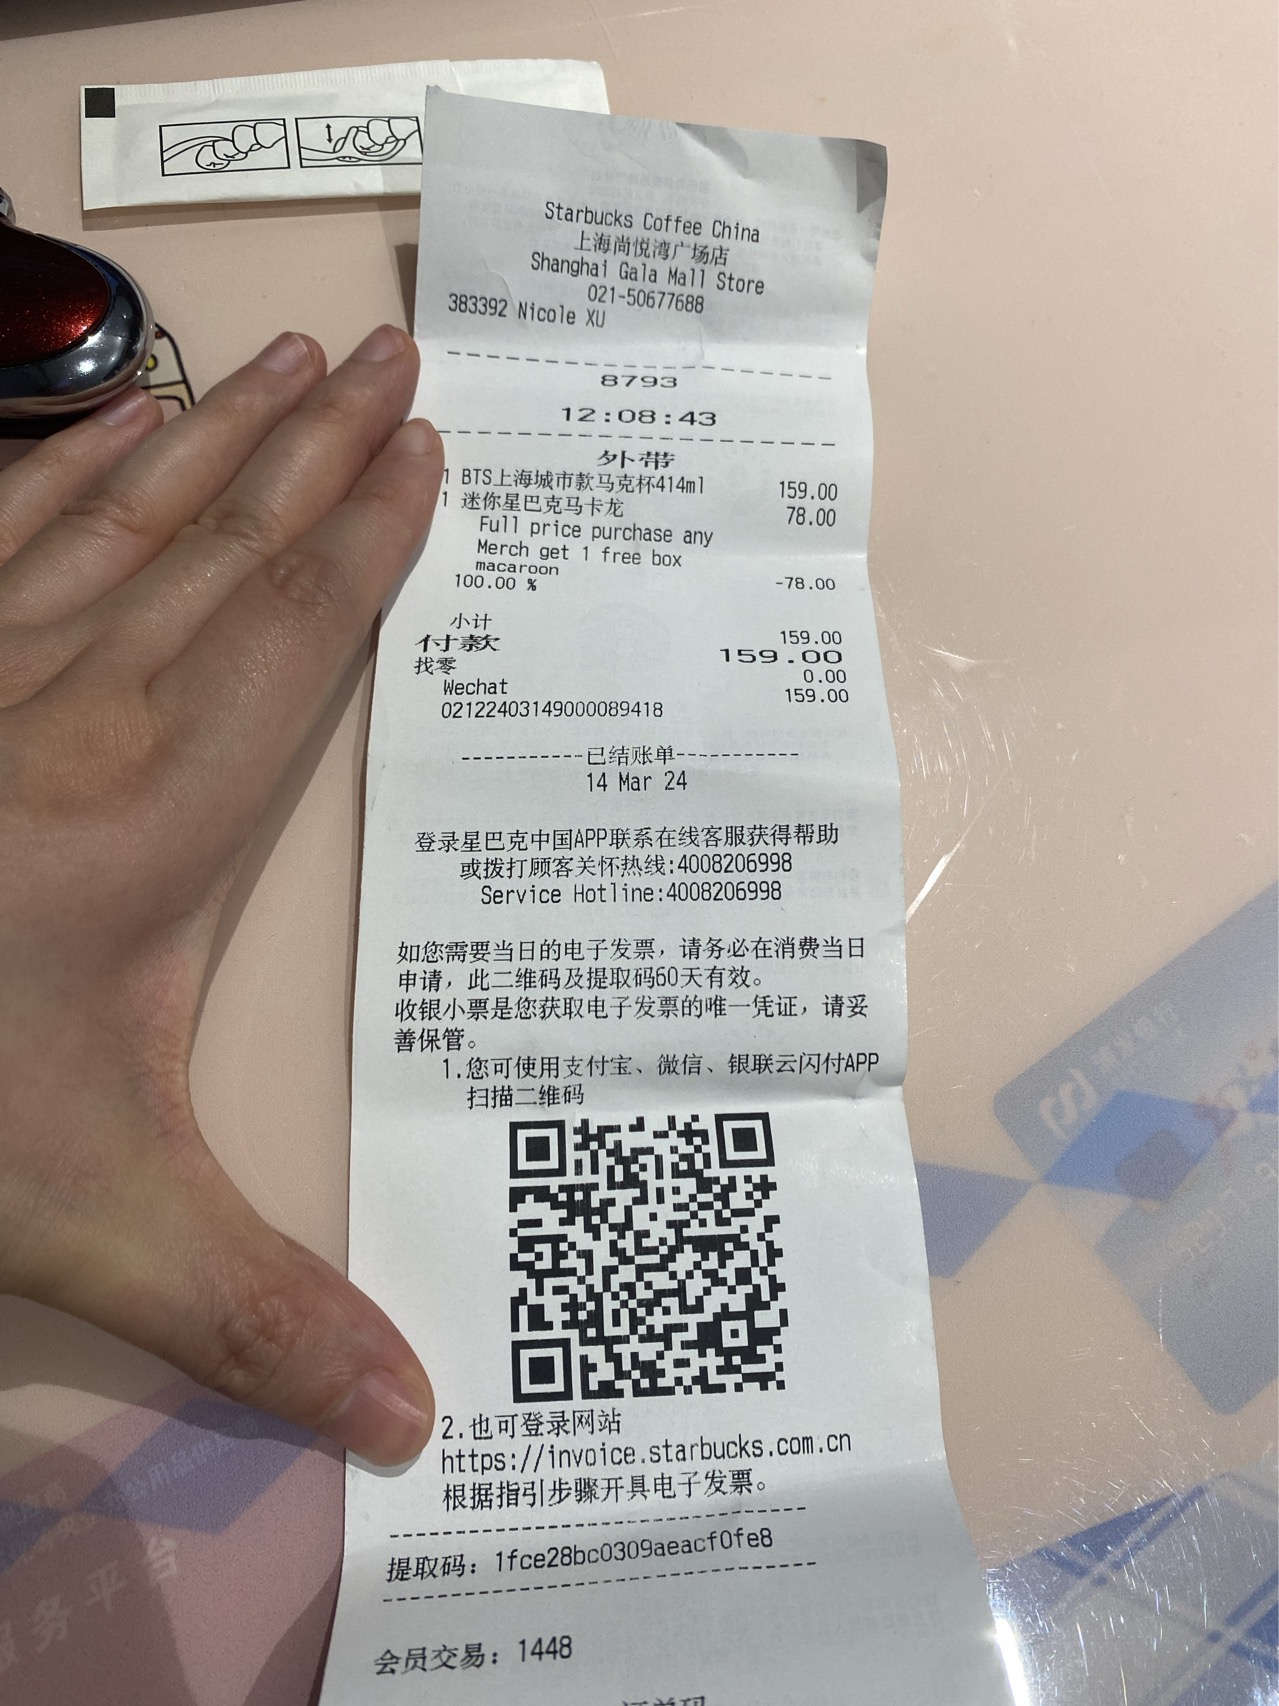 Starbucks Coffee China
上海尚悦湾广场店
Shanghai Gala Mall Store
021-50677688
383392 Nicole XU
8793
12:08:43
外带
1 BTS上海城市款马克杯414ml 159.00
1 迷你星巴克马卡龙 78.00
Full price purchase any
Merch get 1 free box
macaroon
100.00 % -78.00
小计 159.00
付款 159.00
找零 0.00
Wechat 159.00
02122403149000089418
-----------已结账单-----------
14 Mar 24
登录星巴克中国APP联系在线客服获得帮助
或拨打顾客关怀热线:4008206998
Service Hotline:4008206998
如您需要当日的电子发票，请务必在消费当日
申请，此二维码及提取码60天有效。
收银小票是您获取电子发票的唯一凭证，请妥
善保管。
1.您可使用支付宝、微信、银联云闪付APP
扫描二维码
2.也可登录网站
https://invoice.starbucks.com.cn
根据指引步骤开具电子发票。
提取码：1fce28bc0309aeacf0fe8
会员交易：1448
服务平台